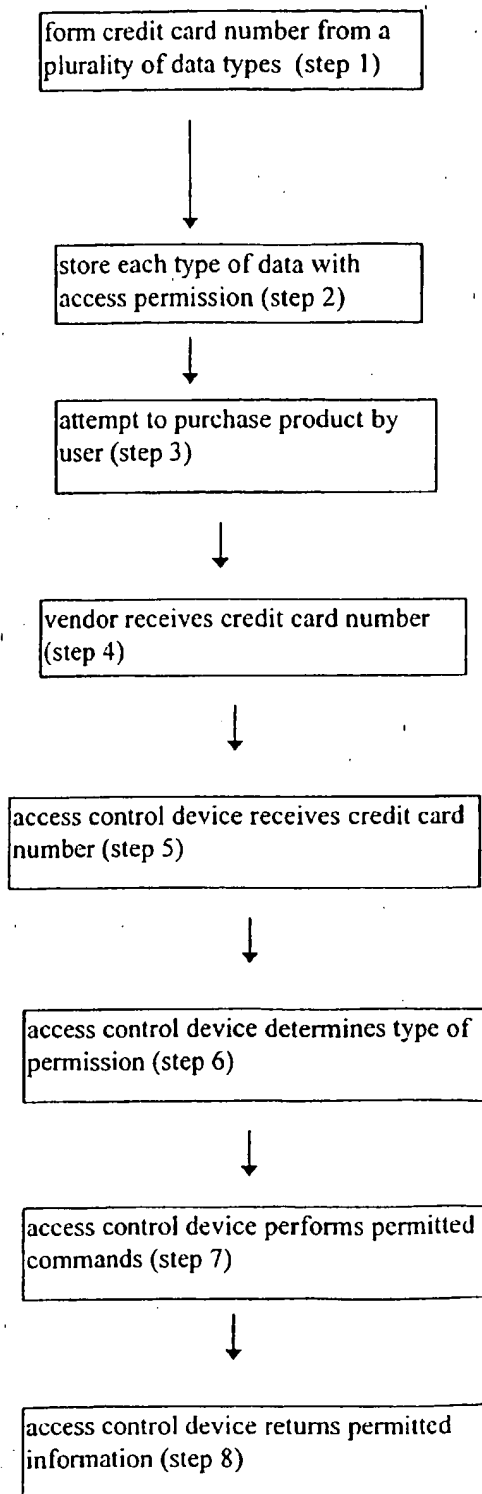 form credit card number from a
plurality of data types (step 1)
store each type of data with
access permission (step 2)
attempt to purchase product by
user (step 3)
vendor receives credit card number
(step 4)
access control device receives credit card
number (step 5)
access control device determines type of
permission (step 6)
access control device performs permitted
commands (step 7)
access control device returns permitted
information (step 8)